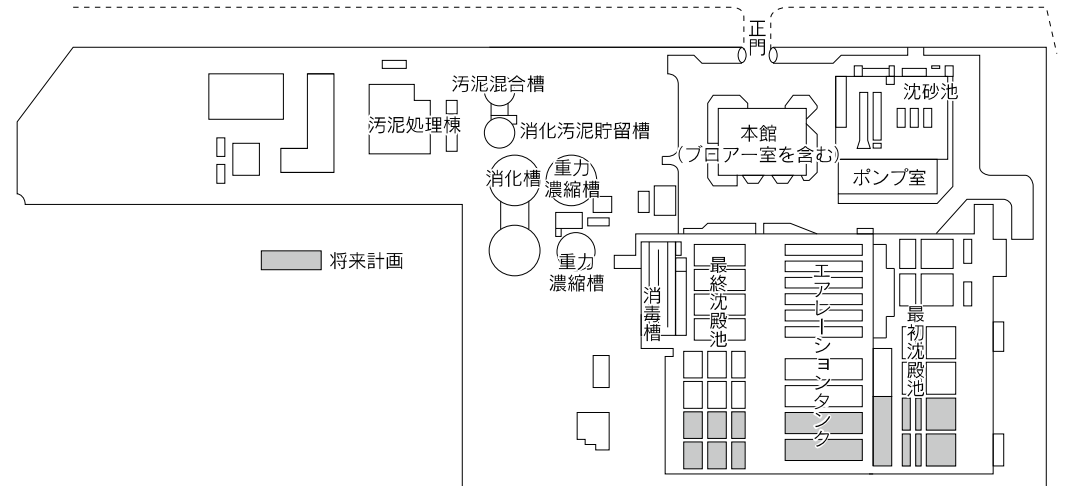 正門
汚泥混合槽
沈砂池
汚泥処理棟
消化汚泥貯留槽
本館
(ブロアー室を含む)
消化槽
重力
濃縮槽
ポンプ室
将来計画
重力
濃縮槽
消毒槽
最終沈殿池
エアレーションタンク
最初沈殿池